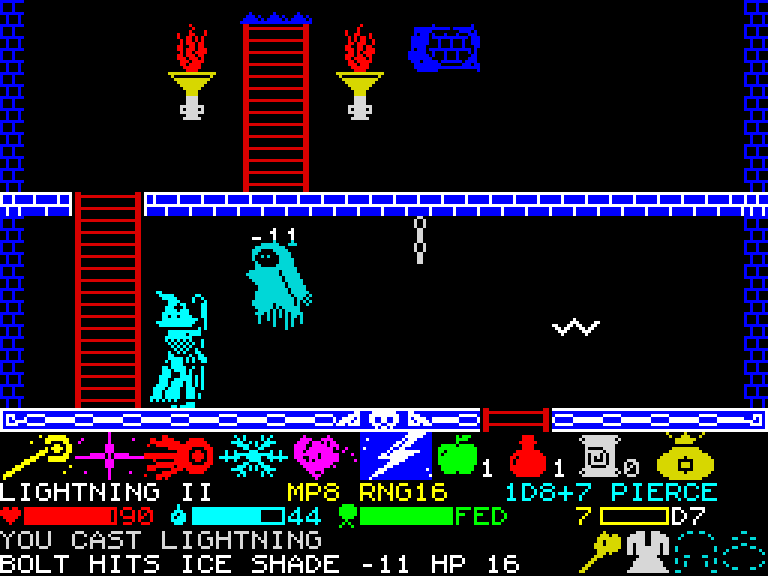 -11
1 1 0
LIGHTNING II MP8 RNG16 1D8+7 PIERCE
90 44 FED 7 D7
YOU CAST LIGHTNING
BOLT HITS ICE SHADE -11 HP 16